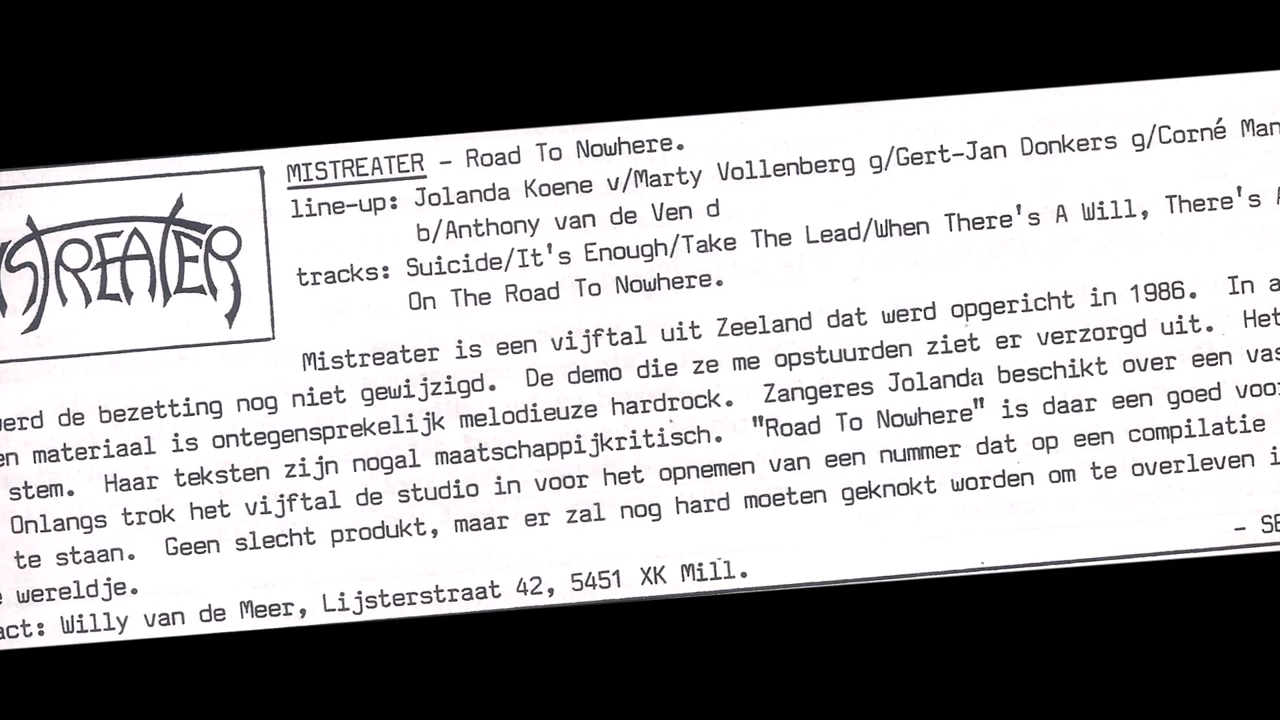 STREATER
MISTREATER - Road To Nowhere.
line-up: Jolanda Koene v/Marty Vollenberg g/Gert-Jan Donkers g/Corné Man
b/Anthony van de Ven d
tracks: Suicide/It's Enough/Take The Lead/When There's A Will, There's
On The Road To Nowhere.
Mistreater is een vijftal uit Zeeland dat werd opgericht in 1986. In a
werd de bezetting nog niet gewijzigd. De demo die ze me opstuurden ziet er verzorgd uit. Het
en materiaal is ontegensprekelijk melodieuze hardrock. Zangeres Jolanda beschikt over een vas
stem. Haar teksten zijn nogal maatschappijkritisch. "Road To Nowhere" is daar een goed voor
Onlangs trok het vijftal de studio in voor het opnemen van een nummer dat op een compilatie
te staan. Geen slecht produkt, maar er zal nog hard moeten geknokt worden om te overleven i
e wereldje.
- SE
act: Willy van de Meer, Lijsterstraat 42, 5451 XK Mill.